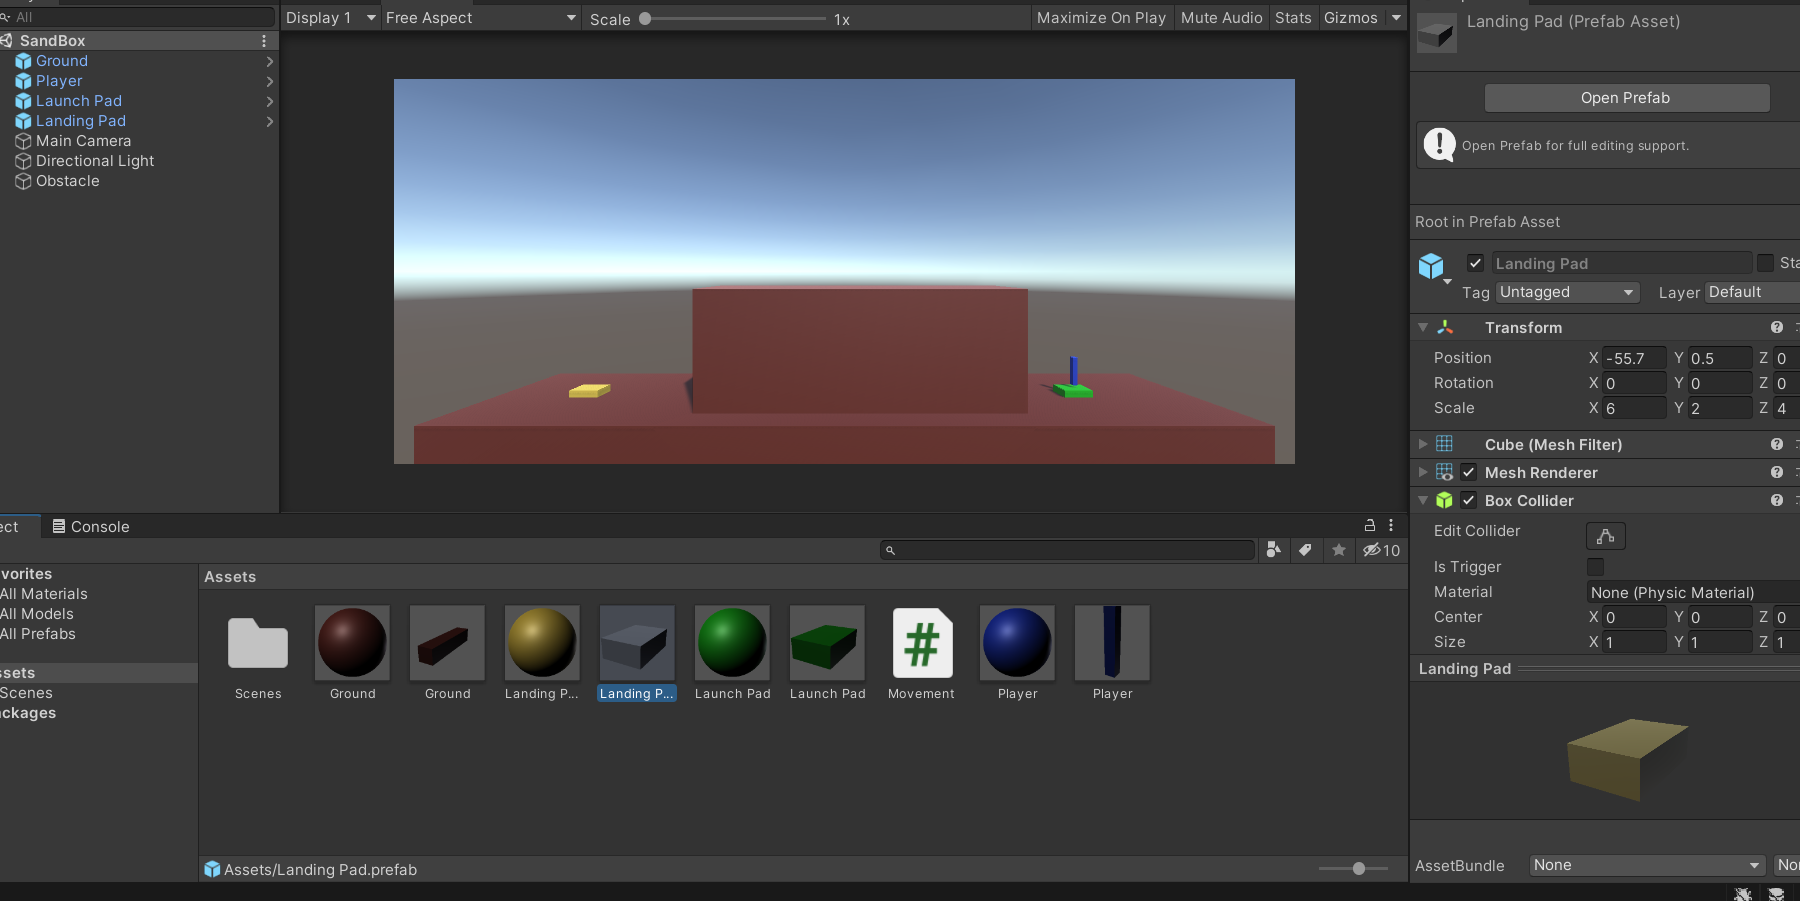 All
SandBox
Ground
Player
Launch Pad
Landing Pad
Main Camera
Directional Light
Obstacle
Display 1
Free Aspect
Scale
1x
Maximize On Play
Mute Audio
Stats
Gizmos
ect
Console
10
vorites
All Materials
All Models
All Prefabs
ssets
Scenes
ackages
Assets
Scenes
Ground
Ground
Landing P...
Landing P...
Launch Pad
Launch Pad
#
Movement
Player
Player
Assets/Landing Pad.prefab
Landing Pad (Prefab Asset)
Open Prefab
! Open Prefab for full editing support.
Root in Prefab Asset
Landing Pad
Sta
Tag Untagged Layer Default
Transform
Position X -55.7 Y 0.5 Z 0
Rotation X 0 Y 0 Z 0
Scale X 6 Y 2 Z 4
Cube (Mesh Filter)
Mesh Renderer
Box Collider
Edit Collider
Is Trigger
Material None (Physic Material)
Center X 0 Y 0 Z 0
Size X 1 Y 1 Z 1
Landing Pad
AssetBundle None Non